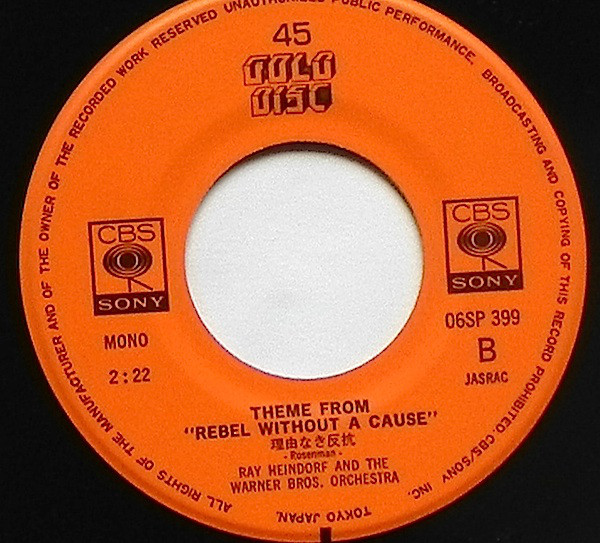 ALL RIGHTS OF THE MANUFACTURER AND OF THE OWNER OF THE RECORDED WORK RESERVED UNAUTHORIZED PUBLIC PERFORMANCE, BROADCASTING AND COPYING OF THIS RECORD PROHIBITED·CBS/SONY INC. TOKYO JAPAN.
45
GOLD
DISC
CBS
SONY
CBS
SONY
MONO
2:22
06SP 399
B
JASRAC
THEME FROM
"REBEL WITHOUT A CAUSE"
理由なき反抗
- Rosenman -
RAY HEINDORF AND THE
WARNER BROS. ORCHESTRA